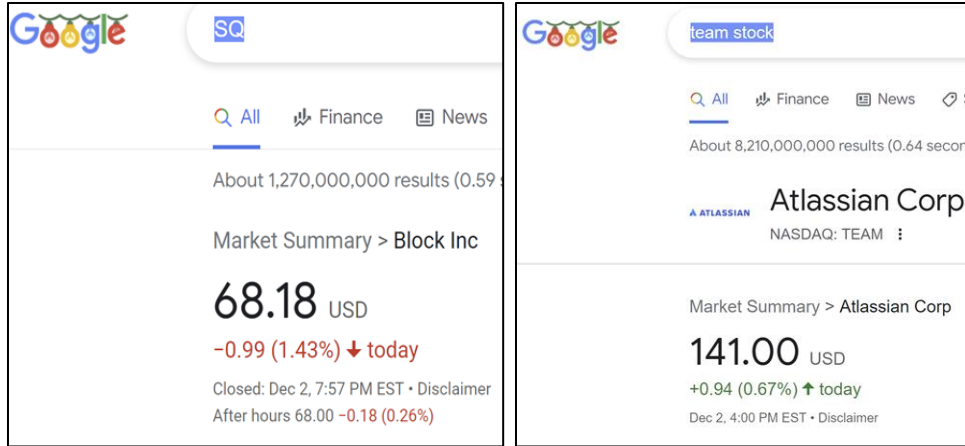 Google
SQ
All Finance News
About 1,270,000,000 results (0.59
Market Summary > Block Inc
68.18 USD
−0.99 (1.43%) ↓ today
Closed: Dec 2, 7:57 PM EST • Disclaimer
After hours 68.00 −0.18 (0.26%)
Google
team stock
All Finance News
About 8,210,000,000 results (0.64 secon
ATLASSIAN
Atlassian Corp
NASDAQ: TEAM
Market Summary > Atlassian Corp
141.00 USD
+0.94 (0.67%) ↑ today
Dec 2, 4:00 PM EST • Disclaimer